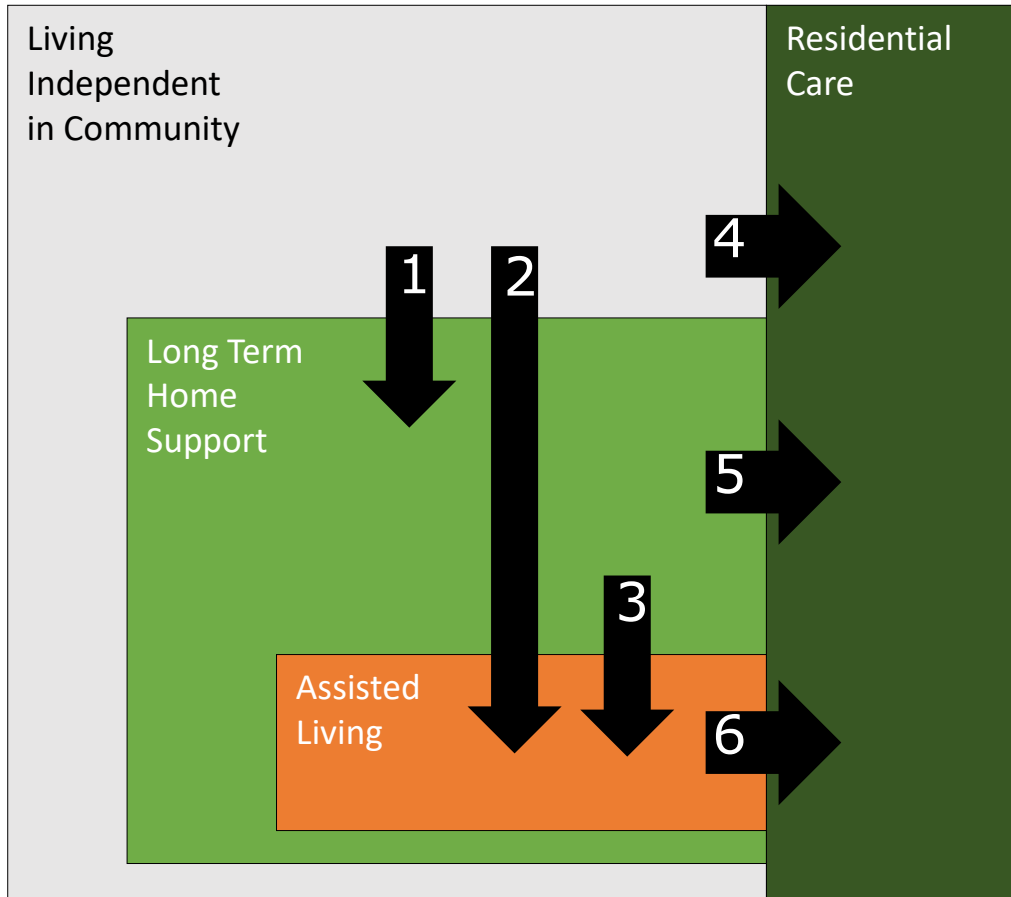 Living
Independent
in Community
Residential
Care
1
2
4
Long Term
Home
Support
5
3
Assisted
Living
6